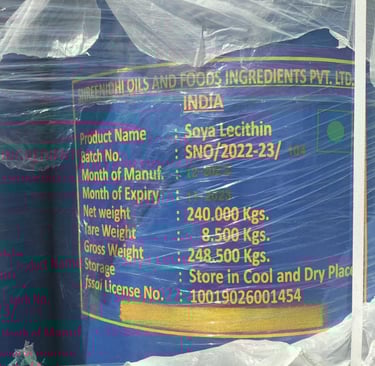 SHREENIDHI OILS AND FOODS INGREDIENTS PVT. LTD.
INDIA
Product Name : Soya Lecithin
Batch No. : SNO/2022-23/
Month of Manuf. :
Month of Expiry :
Net weight : 240.000 Kgs.
Tare Weight : 8.500 Kgs.
Gross Weight : 248.500 Kgs.
Storage : Store in Cool and Dry Place
fssai License No. : 10019026001454